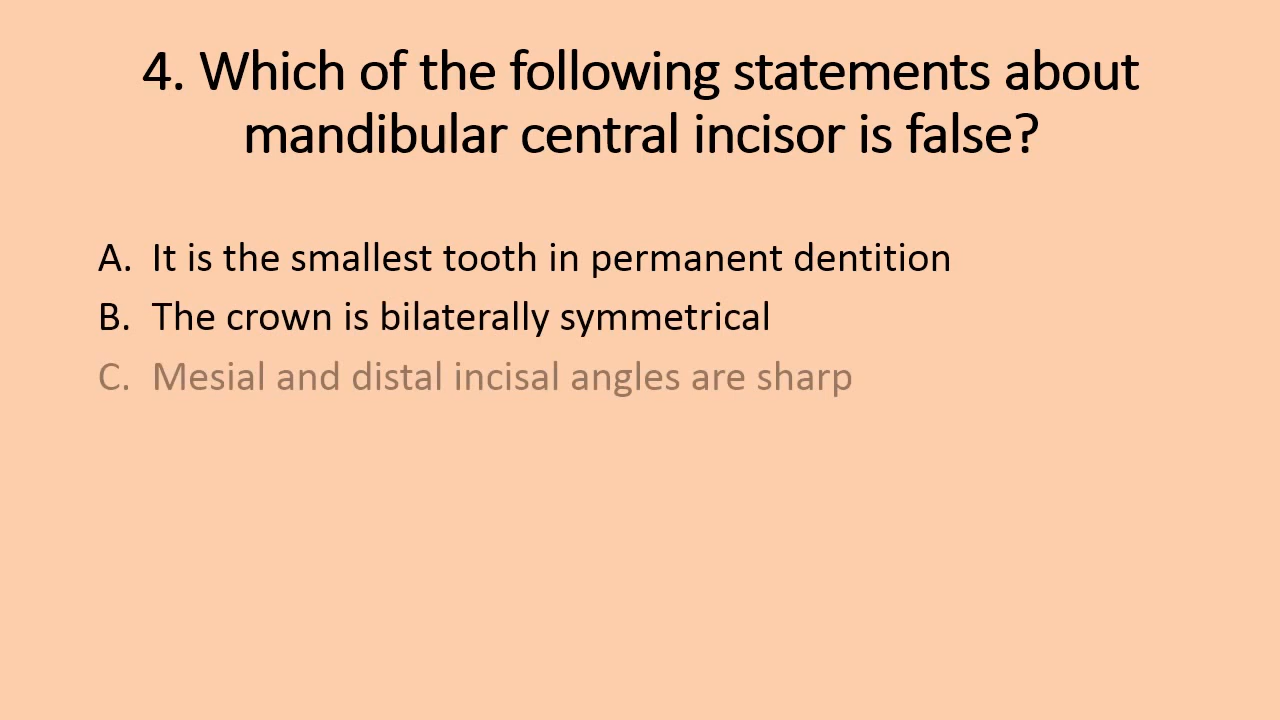 4. Which of the following statements about
mandibular central incisor is false?
A. It is the smallest tooth in permanent dentition
B. The crown is bilaterally symmetrical
C. Mesial and distal incisal angles are sharp